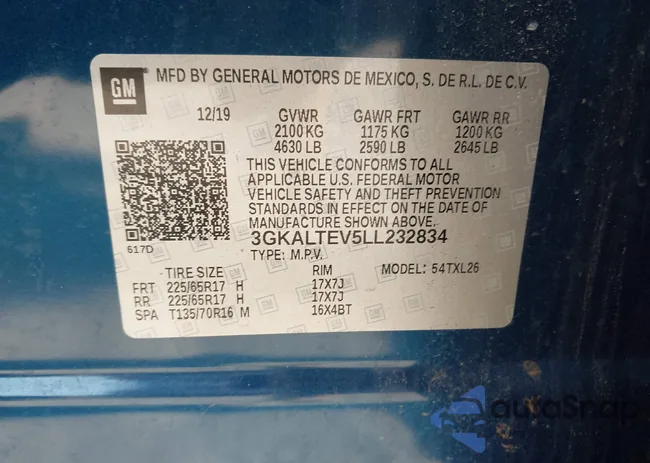 GM MFD BY GENERAL MOTORS DE MEXICO, S. DE R.L. DE C.V.
12/19 GVWR GAWR FRT GAWR RR
2100 KG 1175 KG 1200 KG
4630 LB 2590 LB 2645 LB
THIS VEHICLE CONFORMS TO ALL
APPLICABLE U.S. FEDERAL MOTOR
VEHICLE SAFETY AND THEFT PREVENTION
STANDARDS IN EFFECT ON THE DATE OF
MANUFACTURE SHOWN ABOVE.
617D 3GKALTEV5LL232834
TYPE: M.P.V. MODEL: 54TXL26
TIRE SIZE RIM
FRT 225/65R17 H 17X7J
RR 225/65R17 H 17X7J
SPA T135/70R16 M 16X4BT
autoSnap